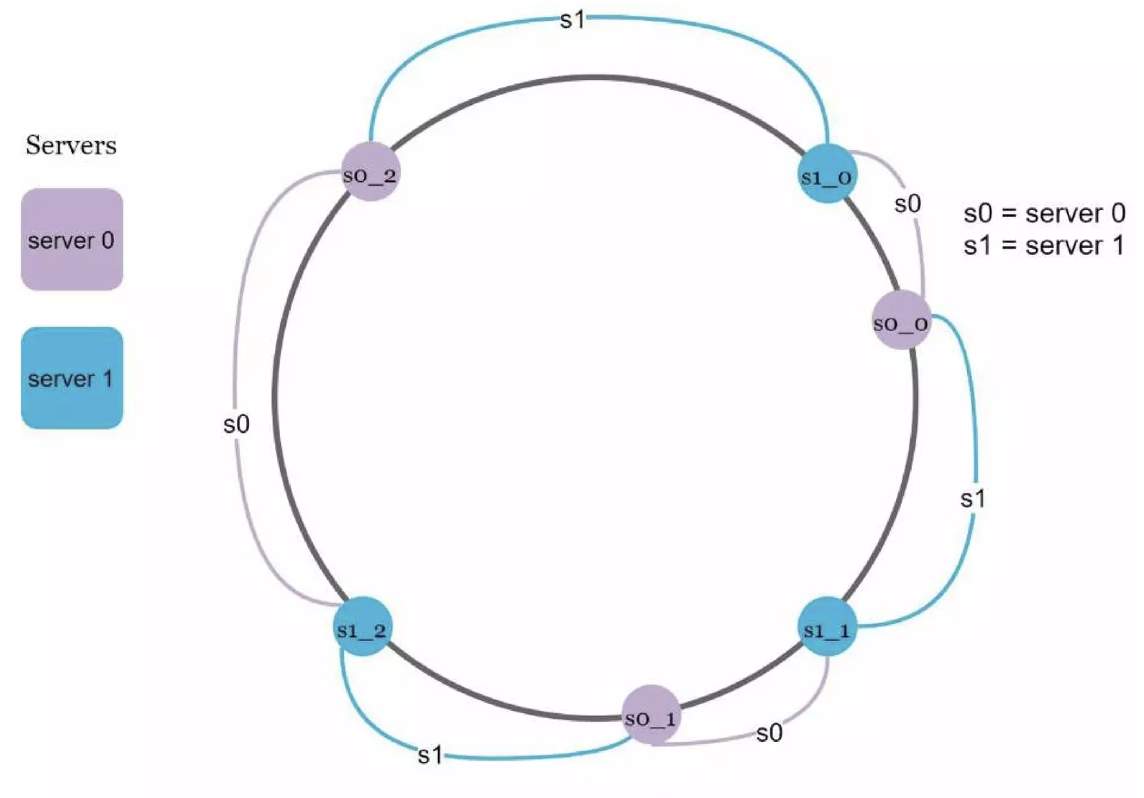 s1
Servers
s0_2
s1_0
s0
server 0
s0 = server 0
s1 = server 1
s0_0
server 1
s0
s1
s1_2
s1_1
s0_1
s0
s1